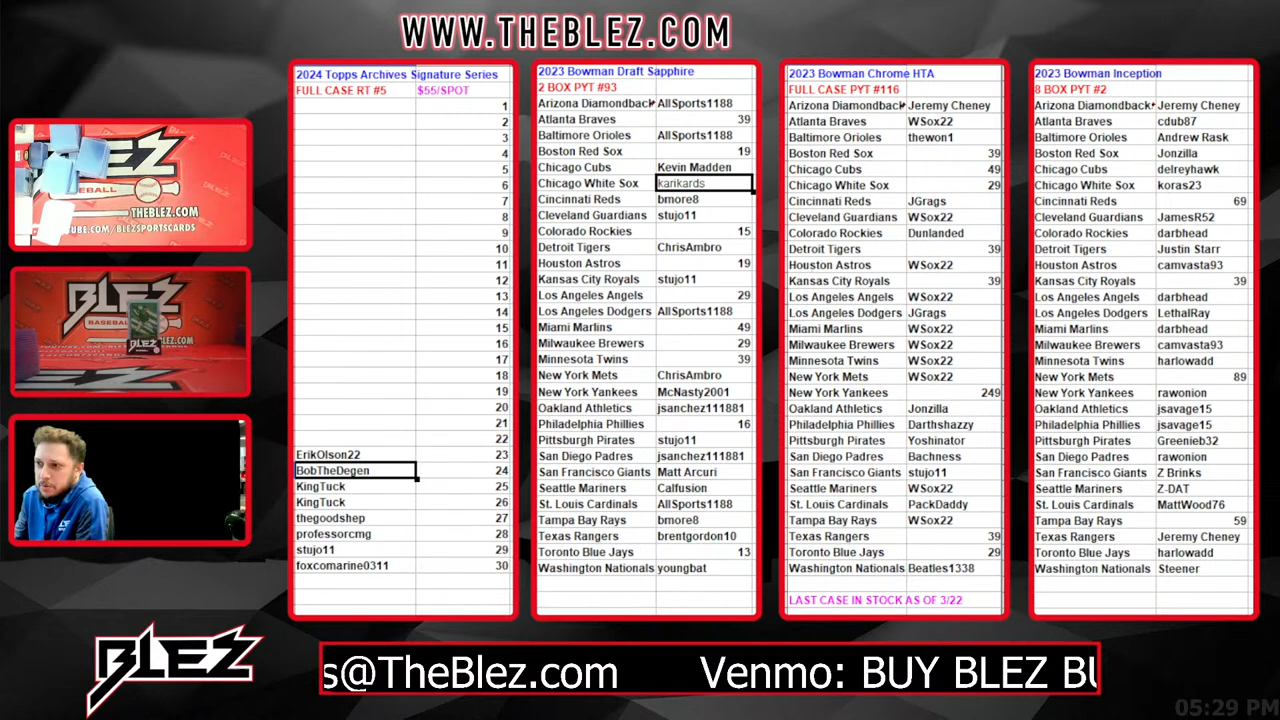 WWW.THEBLEZ.COM
2024 Topps Archives Signature Series
FULL CASE RT #5 $55/SPOT
1
2
3
4
5
6
7
8
9
10
11
12
13
14
15
16
17
18
19
20
21
22
ErikOlson22 23
BobTheDegen 24
KingTuck 25
KingTuck 26
thegoodshep 27
professorcmg 28
stujo11 29
foxcomarine0311 30
2023 Bowman Draft Sapphire
2 BOX PYT #93
Arizona Diamondback AllSports1188
Atlanta Braves 39
Baltimore Orioles AllSports1188
Boston Red Sox 19
Chicago Cubs Kevin Madden
Chicago White Sox karikards
Cincinnati Reds bmore8
Cleveland Guardians stujo11
Colorado Rockies 15
Detroit Tigers ChrisAmbro
Houston Astros 19
Kansas City Royals stujo11
Los Angeles Angels 29
Los Angeles Dodgers AllSports1188
Miami Marlins 49
Milwaukee Brewers 29
Minnesota Twins 39
New York Mets ChrisAmbro
New York Yankees McNasty2001
Oakland Athletics jsanchez111881
Philadelphia Phillies 16
Pittsburgh Pirates stujo11
San Diego Padres jsanchez111881
San Francisco Giants Matt Arcuri
Seattle Mariners Calfusion
St. Louis Cardinals AllSports1188
Tampa Bay Rays bmore8
Texas Rangers brentgordon10
Toronto Blue Jays 13
Washington Nationals youngbat
2023 Bowman Chrome HTA
FULL CASE PYT #116
Arizona Diamondback Jeremy Cheney
Atlanta Braves WSox22
Baltimore Orioles thewon1
Boston Red Sox 39
Chicago Cubs 49
Chicago White Sox 29
Cincinnati Reds JGrags
Cleveland Guardians WSox22
Colorado Rockies Dunlanded
Detroit Tigers 39
Houston Astros WSox22
Kansas City Royals 39
Los Angeles Angels WSox22
Los Angeles Dodgers JGrags
Miami Marlins WSox22
Milwaukee Brewers WSox22
Minnesota Twins WSox22
New York Mets WSox22
New York Yankees 249
Oakland Athletics Jonzilla
Philadelphia Phillies Darthshazzy
Pittsburgh Pirates Yoshinator
San Diego Padres Bachness
San Francisco Giants stujo11
Seattle Mariners WSox22
St. Louis Cardinals PackDaddy
Tampa Bay Rays WSox22
Texas Rangers 39
Toronto Blue Jays 29
Washington Nationals Beatles1338
LAST CASE IN STOCK AS OF 3/22
2023 Bowman Inception
8 BOX PYT #2
Arizona Diamondback Jeremy Cheney
Atlanta Braves cdub87
Baltimore Orioles Andrew Rask
Boston Red Sox Jonzilla
Chicago Cubs delreyhawk
Chicago White Sox koras23
Cincinnati Reds 69
Cleveland Guardians JamesR52
Colorado Rockies darbhead
Detroit Tigers Justin Starr
Houston Astros camvasta93
Kansas City Royals 39
Los Angeles Angels darbhead
Los Angeles Dodgers LethalRay
Miami Marlins darbhead
Milwaukee Brewers camvasta93
Minnesota Twins harlowadd
New York Mets 89
New York Yankees rawonion
Oakland Athletics jsavage15
Philadelphia Phillies jsavage15
Pittsburgh Pirates Greenieb32
San Diego Padres rawonion
San Francisco Giants Z Brinks
Seattle Mariners Z-DAT
St. Louis Cardinals MattWood76
Tampa Bay Rays 59
Texas Rangers Jeremy Cheney
Toronto Blue Jays harlowadd
Washington Nationals Steener
EZ
BASEBALL
THEBLEZ.COM
UBE.COM/BLEZSPORTSCARDS
BLEZ
BASEB
BLEZ
s@TheBlez.com Venmo: BUY BLEZ BU
05:29 PM